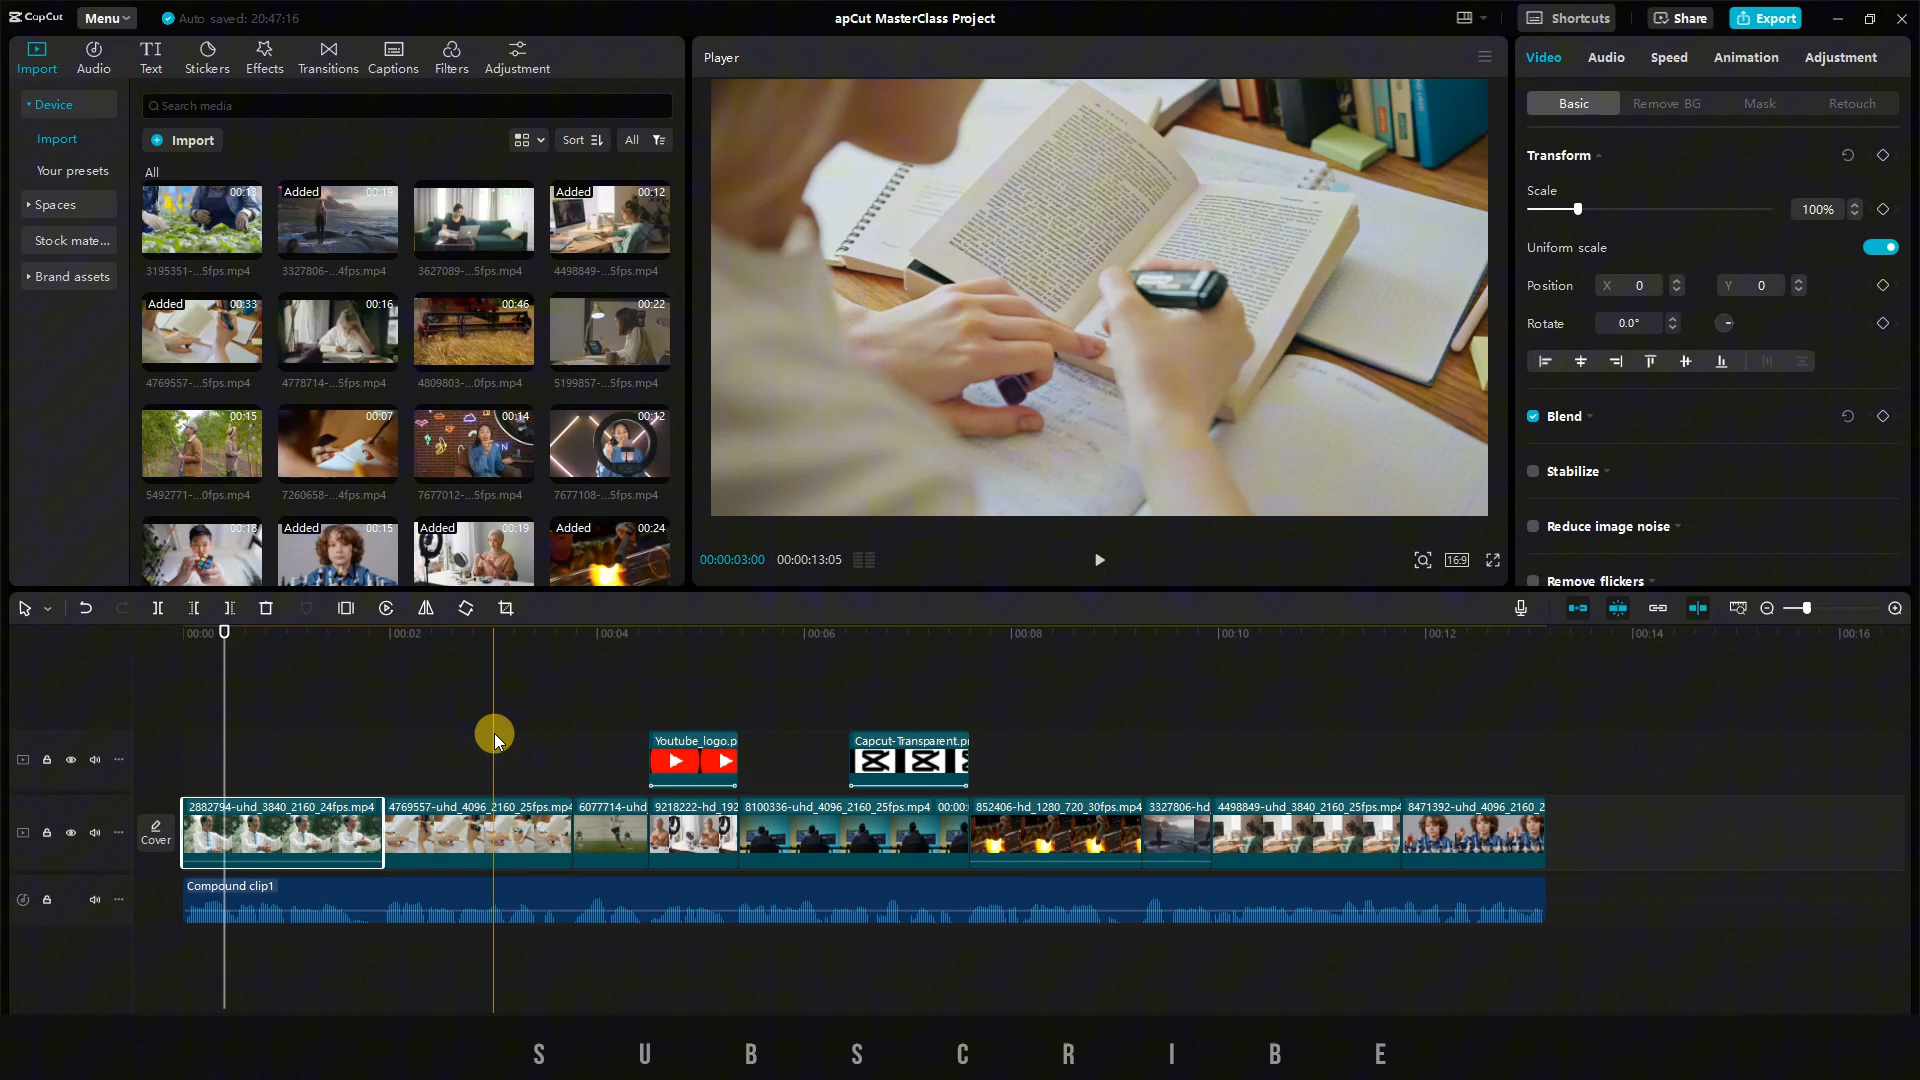 CapCut
Menu
Auto saved: 20:47:16
apCut MasterClass Project
Shortcuts
Share
Export
Import
Audio
Text
Stickers
Effects
Transitions
Captions
Filters
Adjustment
Device
Import
Your presets
Spaces
Stock mate...
Brand assets
Search media
Import
Sort
All
All
00:13
Added 00:19
Added 00:12
3195351-...5fps.mp4
3327806-...4fps.mp4
3627089-...5fps.mp4
4498849-...5fps.mp4
Added 00:33
00:16
00:46
00:22
4769557-...5fps.mp4
4778714-...5fps.mp4
4809803-...0fps.mp4
5199857-...5fps.mp4
00:15
00:07
00:14
00:12
5492771-...0fps.mp4
7260658-...4fps.mp4
7677012-...5fps.mp4
7677108-...5fps.mp4
00:18
Added 00:15
Added 00:19
Added 00:24
Player
00:00:03:00 00:00:13:05
16:9
Video
Audio
Speed
Animation
Adjustment
Basic
Remove BG
Mask
Retouch
Transform
Scale
100%
Uniform scale
Position X 0 Y 0
Rotate 0.0°
Blend
Stabilize
Reduce image noise
Remove flickers
00:00 00:02 00:04 00:06 00:08 00:10 00:12 00:14 00:16
Youtube_logo.p
Capcut-Transparent.pr
Cover
2882794-uhd_3840_2160_24fps.mp4
4769557-uhd_4096_2160_25fps.mp4
6077714-uhd
9218222-hd_192
8100336-uhd_4096_2160_25fps.mp4 00:00:
852406-hd_1280_720_30fps.mp4
3327806-hd
4498849-uhd_3840_2160_25fps.mp4
8471392-uhd_4096_2160_2
Compound clip1
S U B S C R I B E